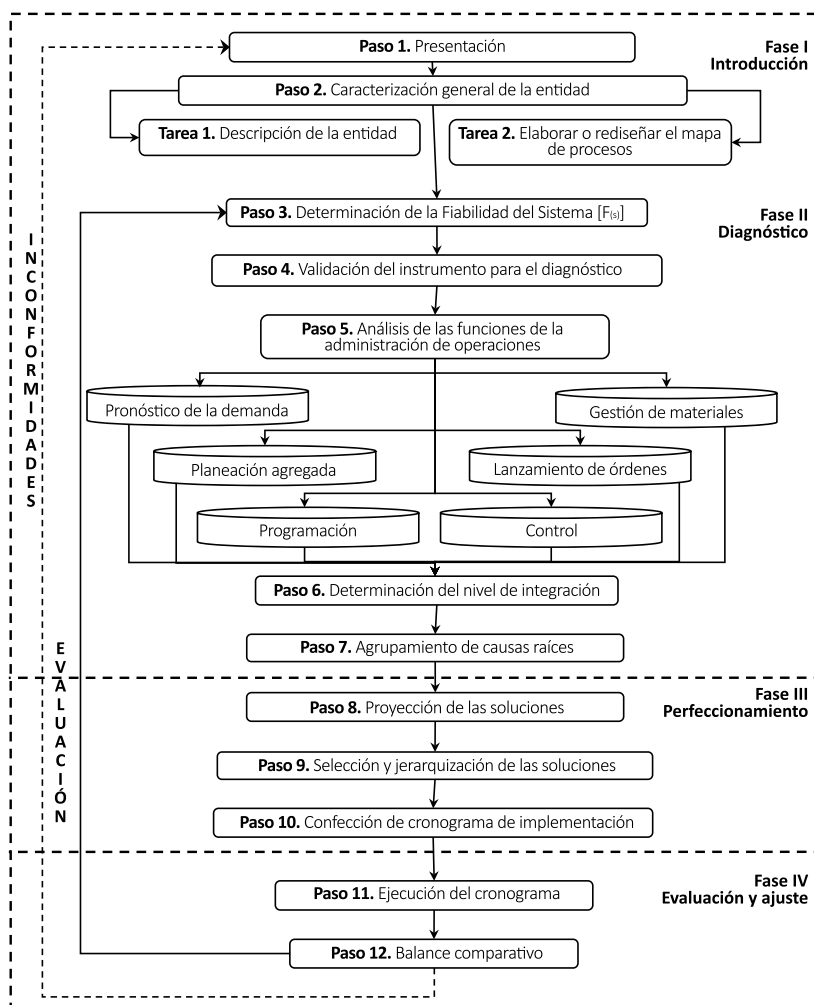 Paso 1. Presentación
Fase I
Introducción
Paso 2. Caracterización general de la entidad
Tarea 1. Descripción de la entidad
Tarea 2. Elaborar o rediseñar el mapa
de procesos
Paso 3. Determinación de la Fiabilidad del Sistema [F(s)]
Fase II
Diagnóstico
INCONFORMIDADES
Paso 4. Validación del instrumento para el diagnóstico
Paso 5. Análisis de las funciones de la
administración de operaciones
Pronóstico de la demanda
Gestión de materiales
Planeación agregada
Lanzamiento de órdenes
Programación
Control
Paso 6. Determinación del nivel de integración
Paso 7. Agrupamiento de causas raíces
EVALUACIÓN
Fase III
Perfeccionamiento
Paso 8. Proyección de las soluciones
Paso 9. Selección y jerarquización de las soluciones
Paso 10. Confección de cronograma de implementación
Fase IV
Evaluación y ajuste
Paso 11. Ejecución del cronograma
Paso 12. Balance comparativo